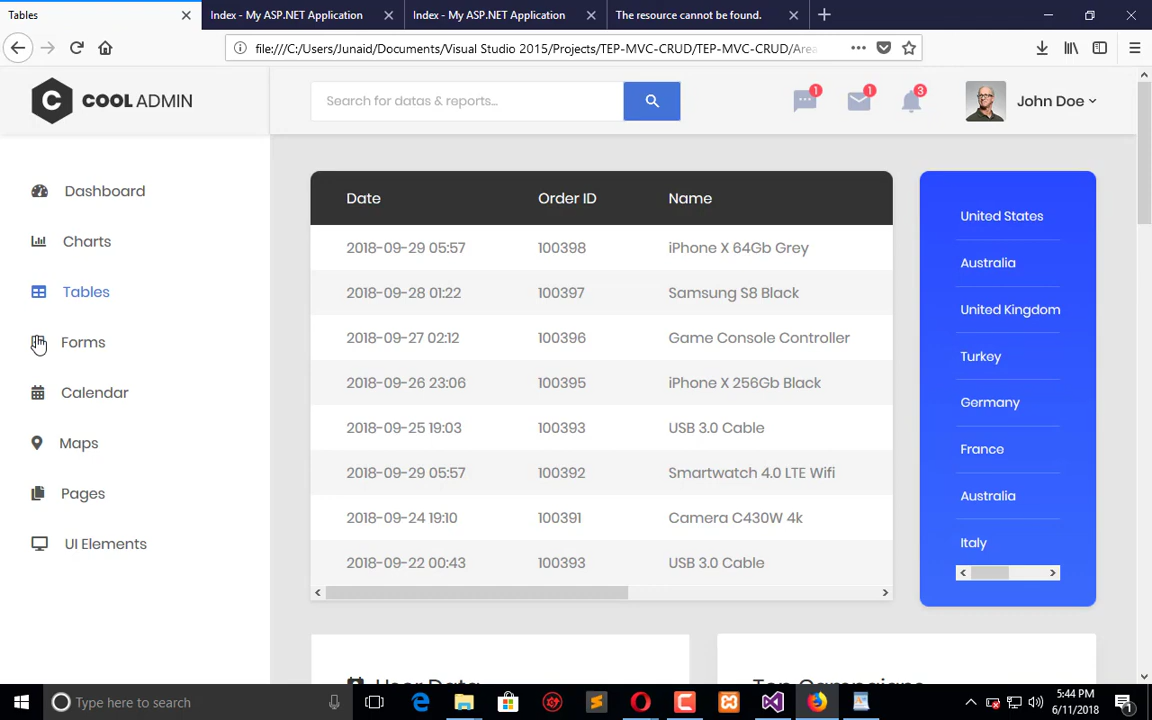 Tables
Index - My ASP.NET Application
Index - My ASP.NET Application
The resource cannot be found.
file:///C:/Users/Junaid/Documents/Visual Studio 2015/Projects/TEP-MVC-CRUD/TEP-MVC-CRUD/Area
C COOL ADMIN
Search for datas & reports...
1
1
3
John Doe
Dashboard
Charts
Tables
Forms
Calendar
Maps
Pages
UI Elements
Date Order ID Name
2018-09-29 05:57 100398 iPhone X 64Gb Grey
2018-09-28 01:22 100397 Samsung S8 Black
2018-09-27 02:12 100396 Game Console Controller
2018-09-26 23:06 100395 iPhone X 256Gb Black
2018-09-25 19:03 100393 USB 3.0 Cable
2018-09-29 05:57 100392 Smartwatch 4.0 LTE Wifi
2018-09-24 19:10 100391 Camera C430W 4k
2018-09-22 00:43 100393 USB 3.0 Cable
United States
Australia
United Kingdom
Turkey
Germany
France
Australia
Italy
User Data
Top Campaigns
Type here to search
5:44 PM
6/11/2018
1